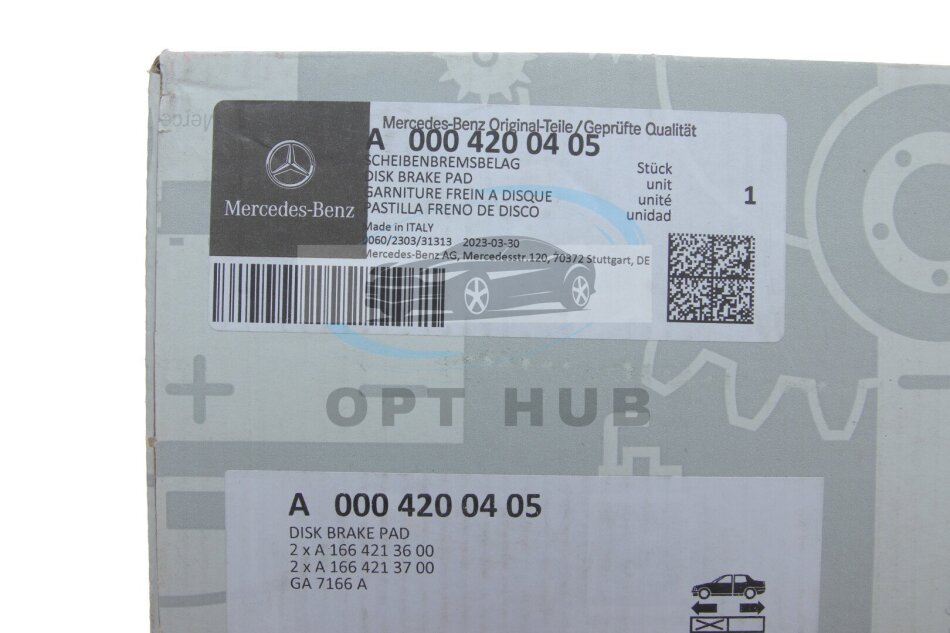 Mercedes-Benz Original-Teile/Geprüfte Qualität
A 000 420 04 05
SCHEIBENBREMSBELAG
DISK BRAKE PAD
GARNITURE FREIN A DISQUE
PASTILLA FRENO DE DISCO
Stück
unit
unité
unidad
1
Mercedes-Benz
Made in ITALY
0060/2303/31313 2023-03-30
Mercedes-Benz AG, Mercedesstr.120, 70372 Stuttgart, DE
OPT HUB
A 000 420 04 05
DISK BRAKE PAD
2 x A 166 421 36 00
2 x A 166 421 37 00
GA 7166 A